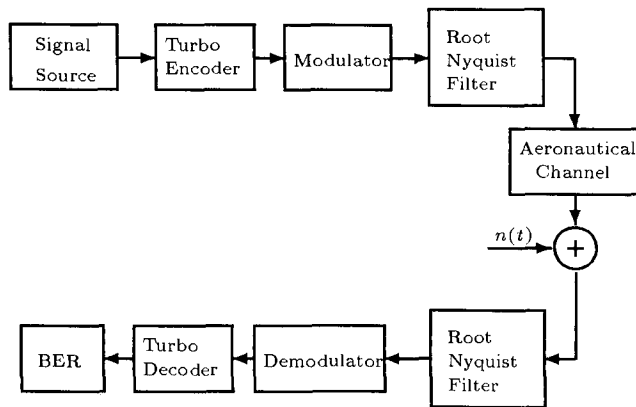 Signal
Source
Turbo
Encoder
Modulator
Root
Nyquist
Filter
Aeronautical
Channel
n(t)
+
BER
Turbo
Decoder
Demodulator
Root
Nyquist
Filter